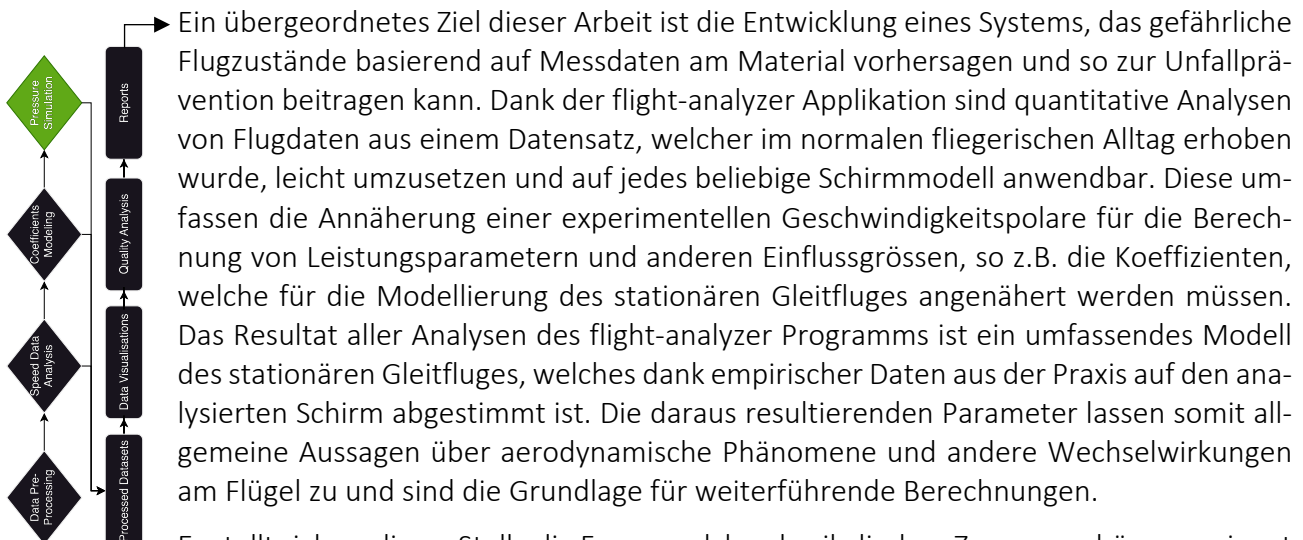 Ein übergeordnetes Ziel dieser Arbeit ist die Entwicklung eines Systems, das gefährliche
Flugzustände basierend auf Messdaten am Material vorhersagen und so zur Unfallprä-
vention beitragen kann. Dank der flight-analyzer Applikation sind quantitative Analysen
von Flugdaten aus einem Datensatz, welcher im normalen fliegerischen Alltag erhoben
wurde, leicht umzusetzen und auf jedes beliebige Schirmmodell anwendbar. Diese um-
fassen die Annäherung einer experimentellen Geschwindigkeitspolare für die Berech-
nung von Leistungsparametern und anderen Einflussgrössen, so z.B. die Koeffizienten,
welche für die Modellierung des stationären Gleitfluges angenähert werden müssen.
Das Resultat aller Analysen des flight-analyzer Programms ist ein umfassendes Modell
des stationären Gleitfluges, welches dank empirischer Daten aus der Praxis auf den ana-
lysierten Schirm abgestimmt ist. Die daraus resultierenden Parameter lassen somit all-
gemeine Aussagen über aerodynamische Phänomene und andere Wechselwirkungen
am Flügel zu und sind die Grundlage für weiterführende Berechnungen.
Pressure
Simulation
Coefficients
Modeling
Speed Data
Analysis
Data Pre-
Processing
Reports
Quality Analysis
Data Visualisations
Processed Datasets